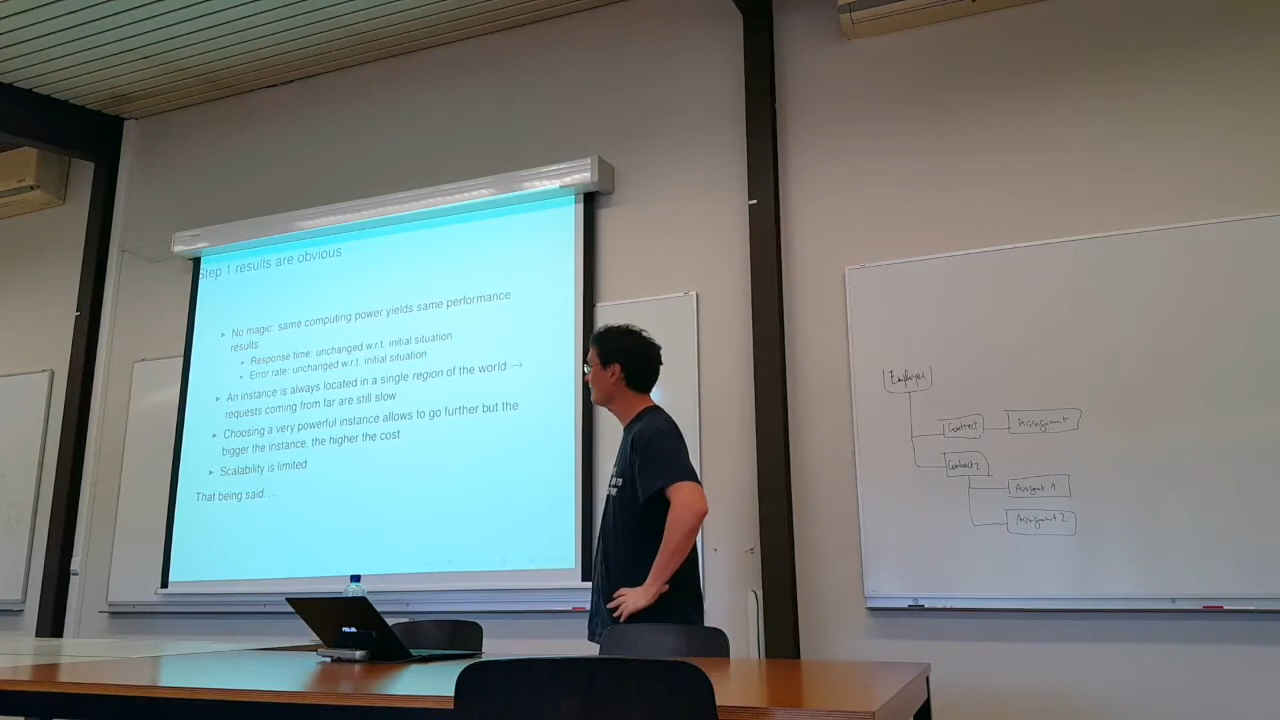 Step 1 results are obvious
▸ No magic: same computing power yields same performance
results
▸ Response time: unchanged w.r.t. initial situation
▸ Error rate: unchanged w.r.t. initial situation
▸ An instance is always located in a single region of the world →
requests coming from far are still slow
▸ Choosing a very powerful instance allows to go further but the
bigger the instance, the higher the cost
▸ Scalability is limited
That being said...
ASUS
Employee
Contract
Assignment
Contract 2
Assignt 1
Assignment 2